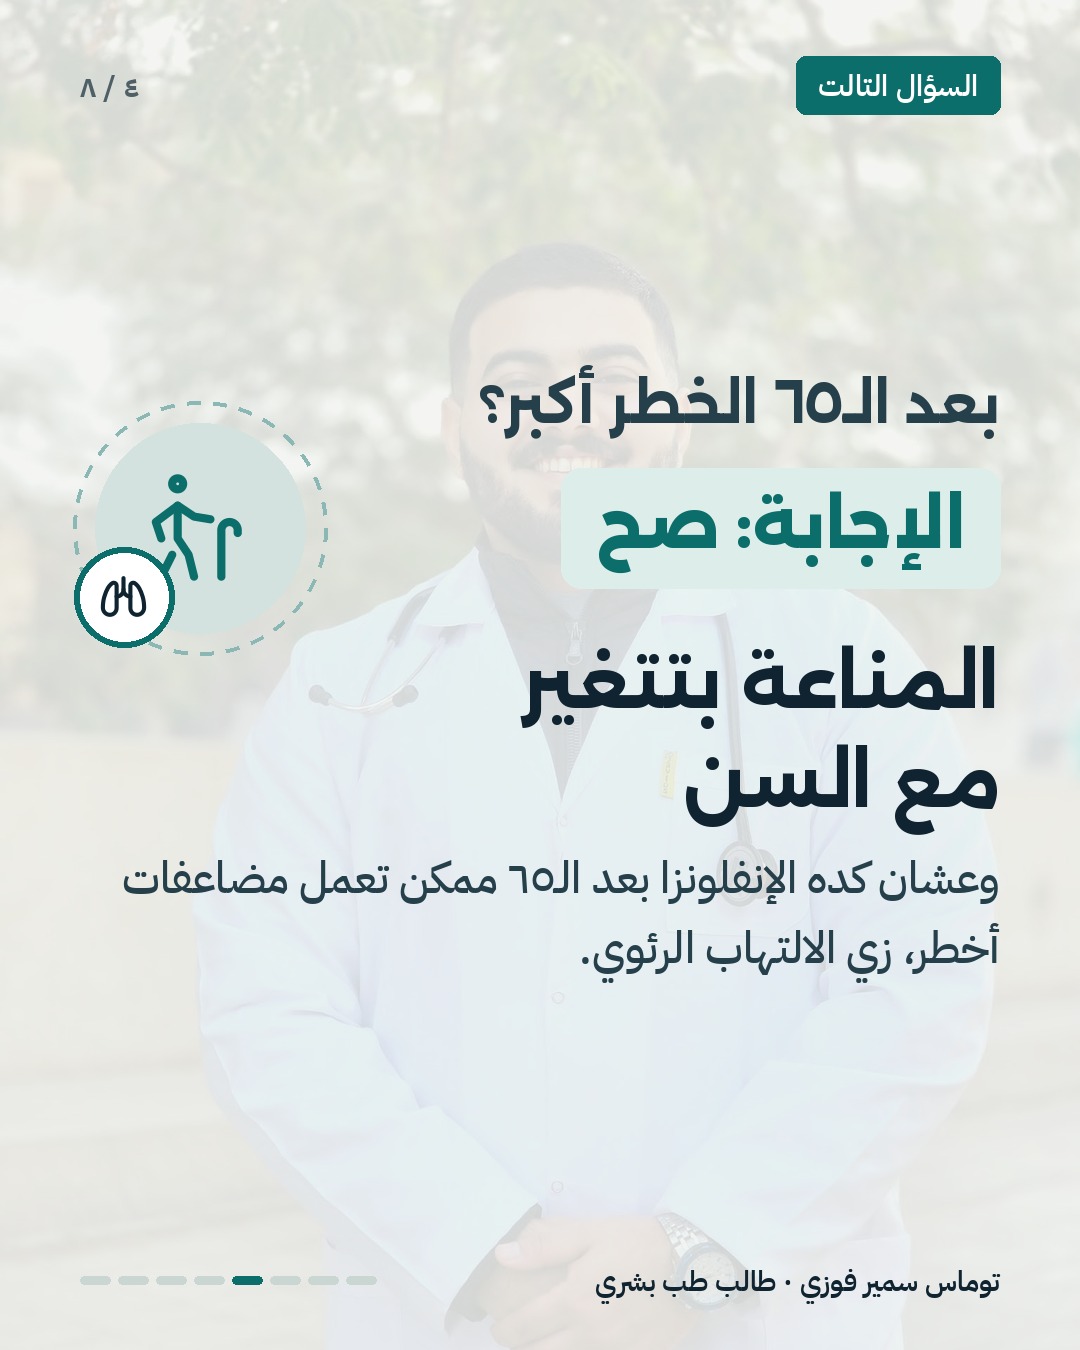 السؤال التالت
٤ / ٨
بعد الـ٦٥ الخطر أكبر؟
الإجابة: صح
المناعة بتتغير
مع السن
وعشان كده الإنفلونزا بعد الـ٦٥ ممكن تعمل مضاعفات
أخطر، زي الالتهاب الرئوي.
توماس سمير فوزي · طالب طب بشري